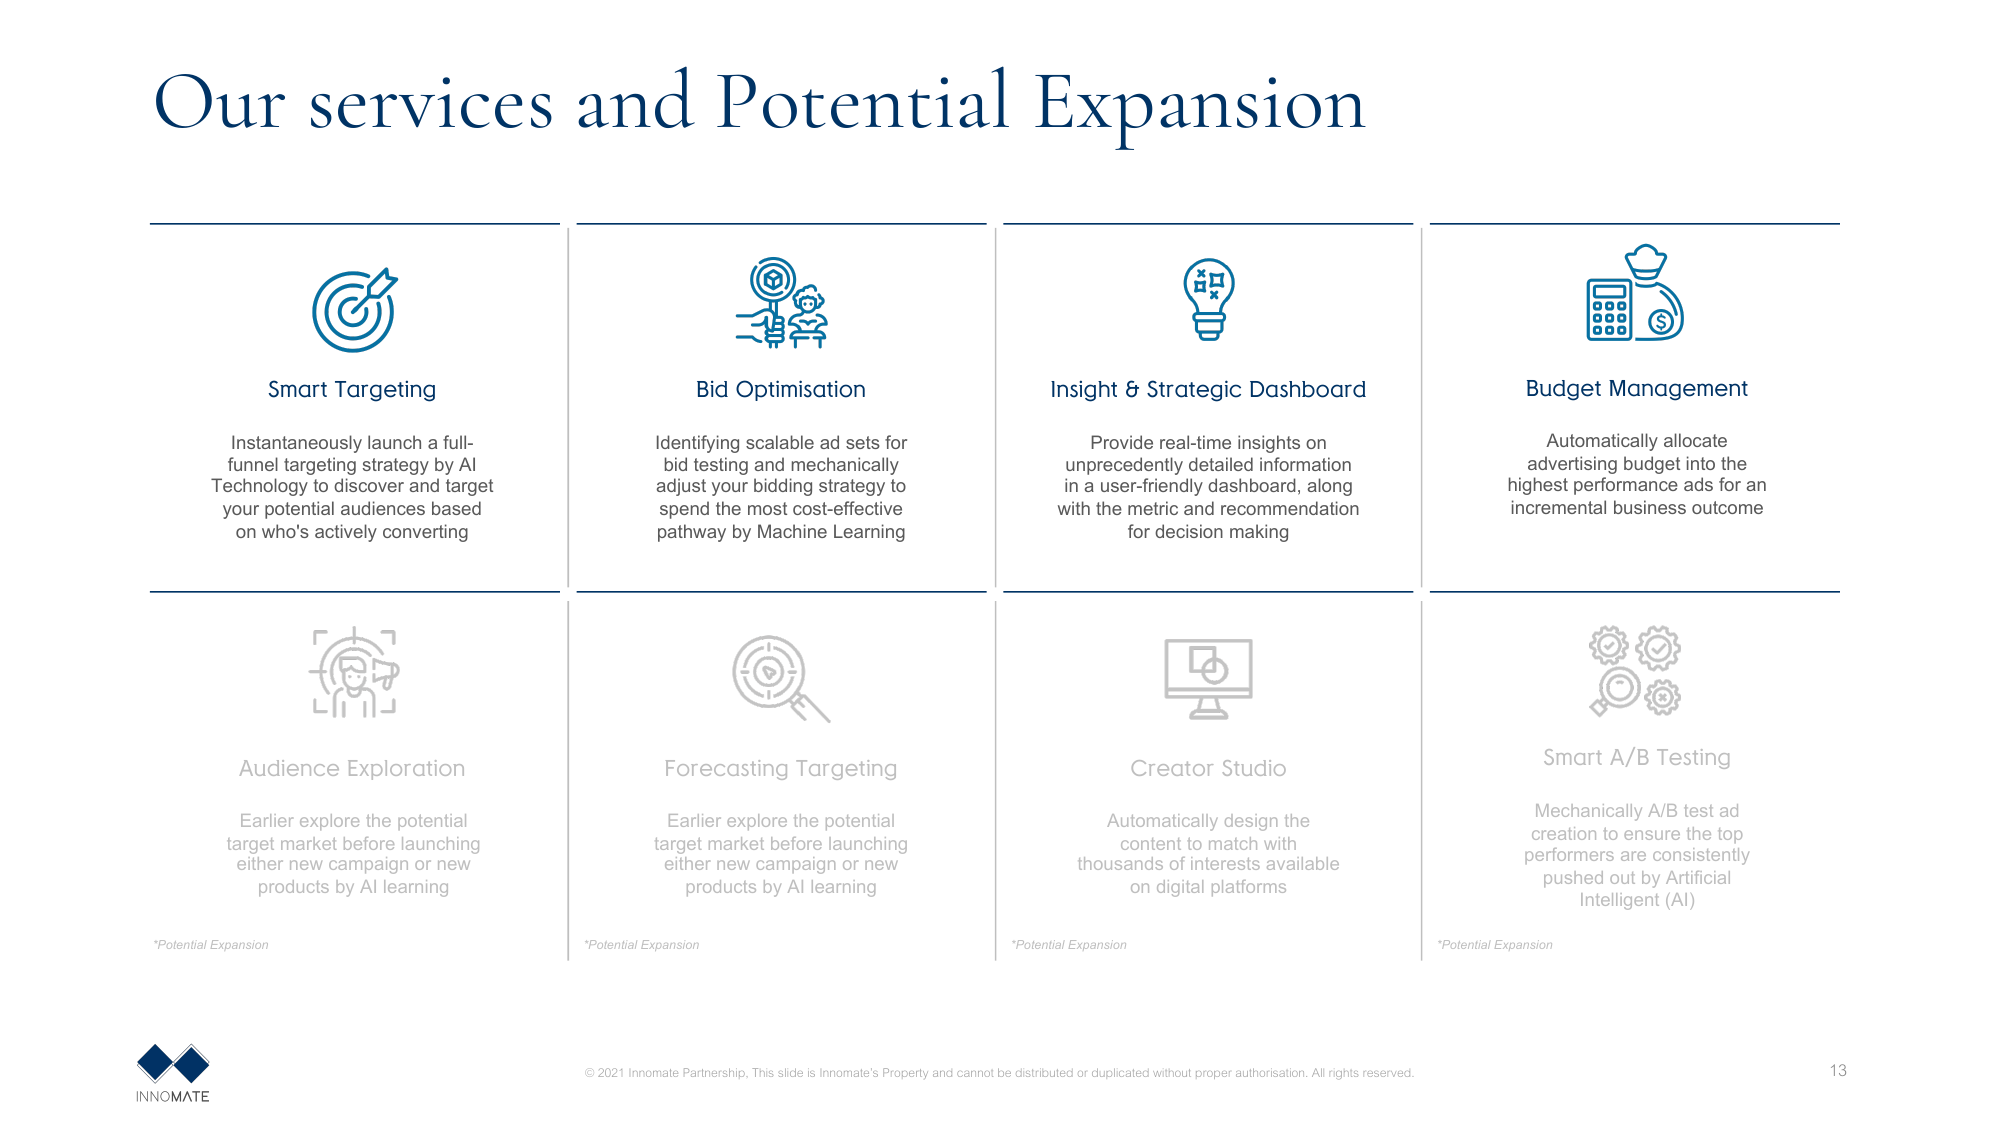 Our services and Potential Expansion
Smart Targeting
Instantaneously launch a full-
funnel targeting strategy by AI
Technology to discover and target
your potential audiences based
on who's actively converting
Bid Optimisation
Identifying scalable ad sets for
bid testing and mechanically
adjust your bidding strategy to
spend the most cost-effective
pathway by Machine Learning
Insight & Strategic Dashboard
Provide real-time insights on
unprecedently detailed information
in a user-friendly dashboard, along
with the metric and recommendation
for decision making
Budget Management
Automatically allocate
advertising budget into the
highest performance ads for an
incremental business outcome
Audience Exploration
Earlier explore the potential
target market before launching
either new campaign or new
products by AI learning
*Potential Expansion
Forecasting Targeting
Earlier explore the potential
target market before launching
either new campaign or new
products by AI learning
*Potential Expansion
Creator Studio
Automatically design the
content to match with
thousands of interests available
on digital platforms
*Potential Expansion
Smart A/B Testing
Mechanically A/B test ad
creation to ensure the top
performers are consistently
pushed out by Artificial
Intelligent (AI)
*Potential Expansion
INNOMATE
© 2021 Innomate Partnership, This slide is Innomate's Property and cannot be distributed or duplicated without proper authorisation. All rights reserved.
13